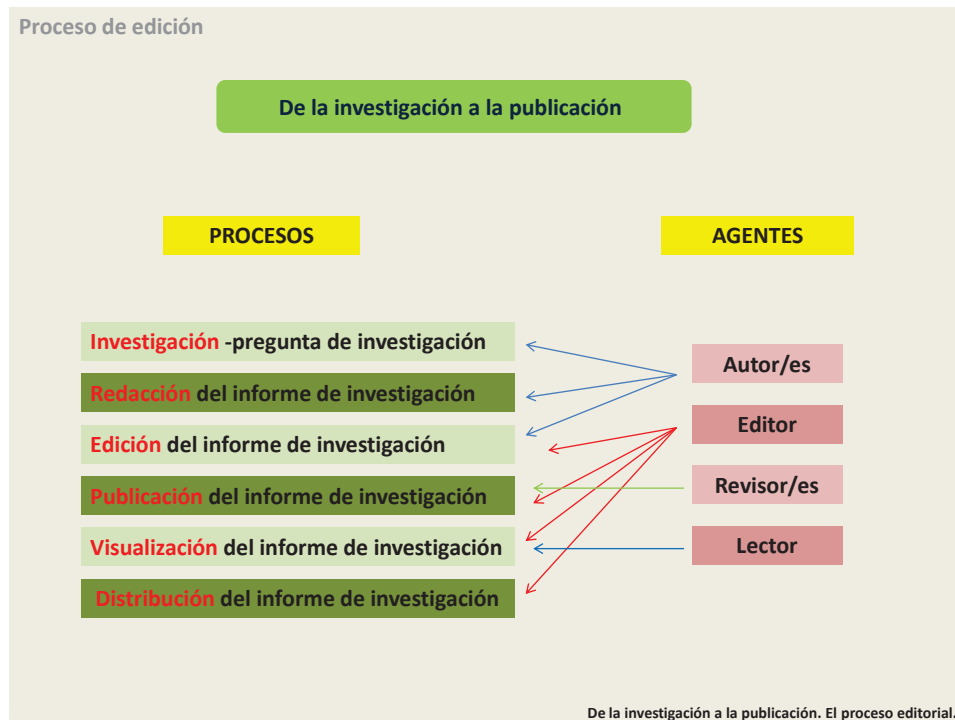 Proceso de edición
De la investigación a la publicación
PROCESOS
AGENTES
Investigación -pregunta de investigación
Redacción del informe de investigación
Edición del informe de investigación
Publicación del informe de investigación
Visualización del informe de investigación
Distribución del informe de investigación
Autor/es
Editor
Revisor/es
Lector
De la investigación a la publicación. El proceso editorial.